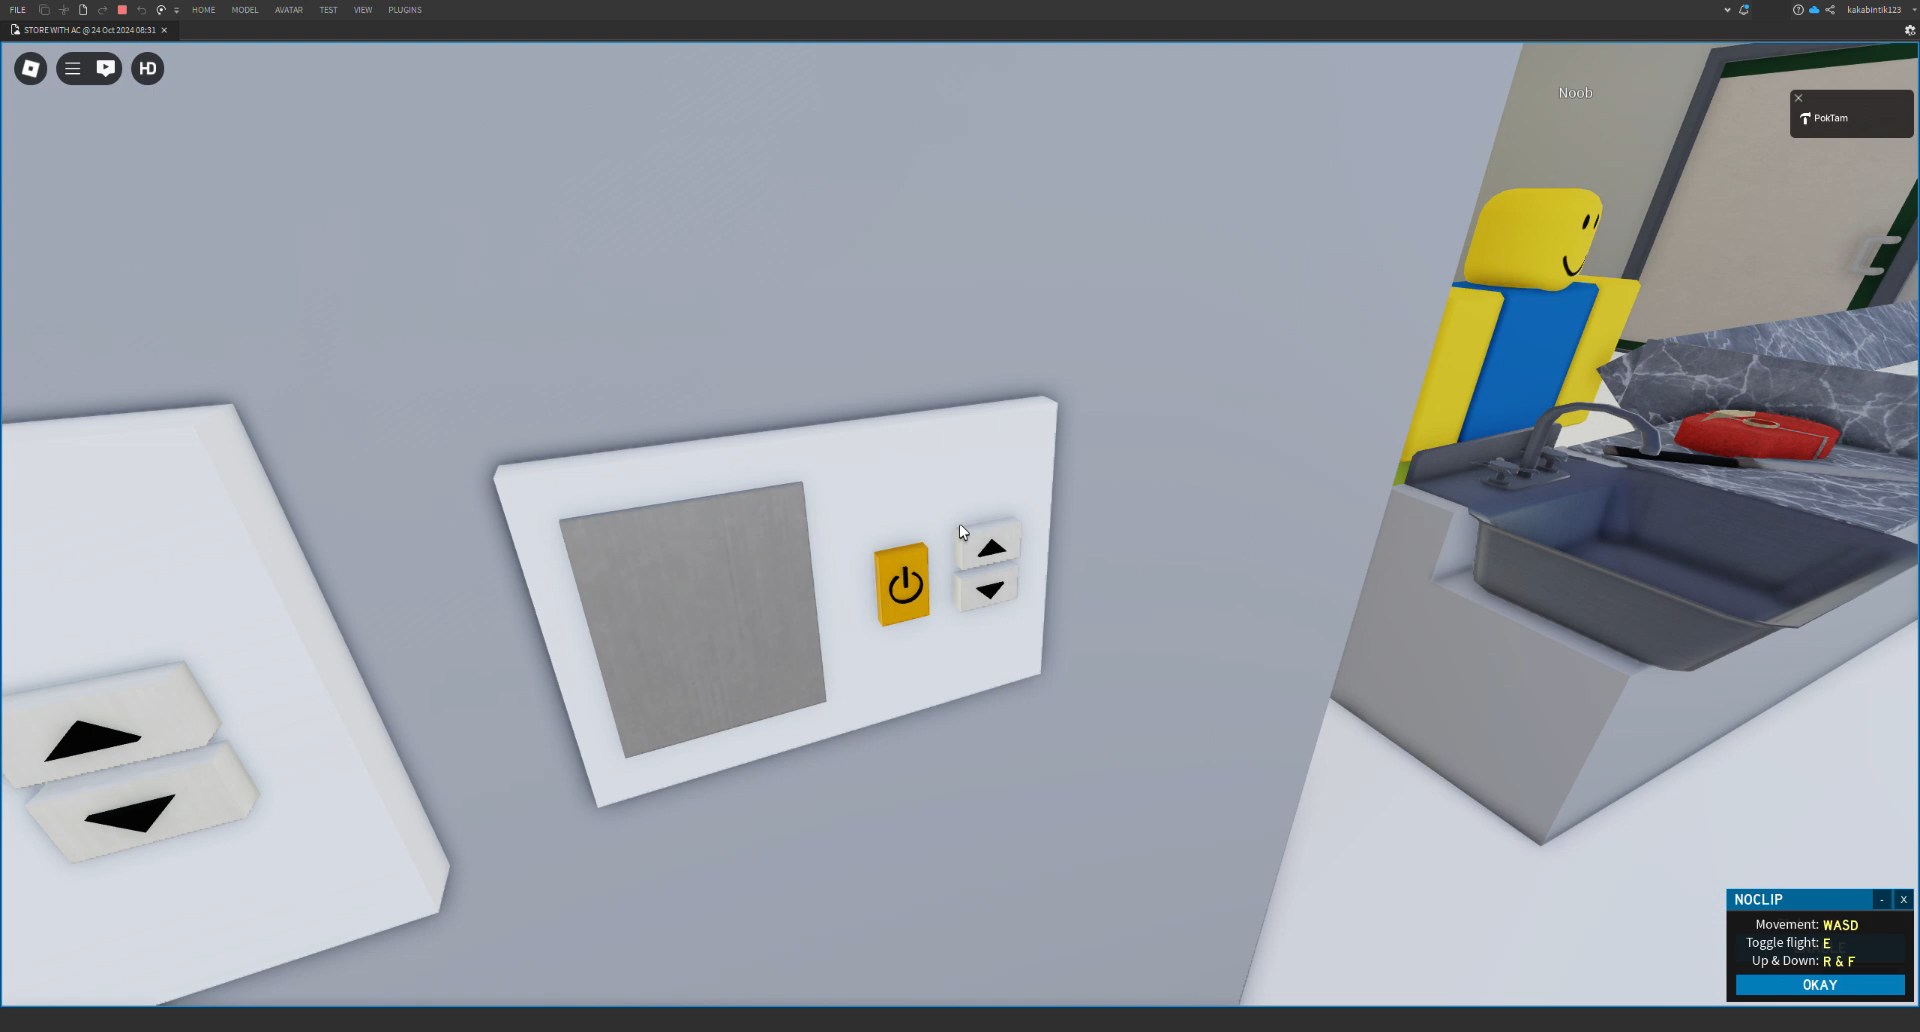 FILE HOME MODEL AVATAR TEST VIEW PLUGINS kakabintik123
STORE WITH AC @ 24 Oct 2024 08:31
HD
Noob
PokTam
NOCLIP - X
Movement: WASD
Toggle flight: E
Up & Down: R & F
OKAY